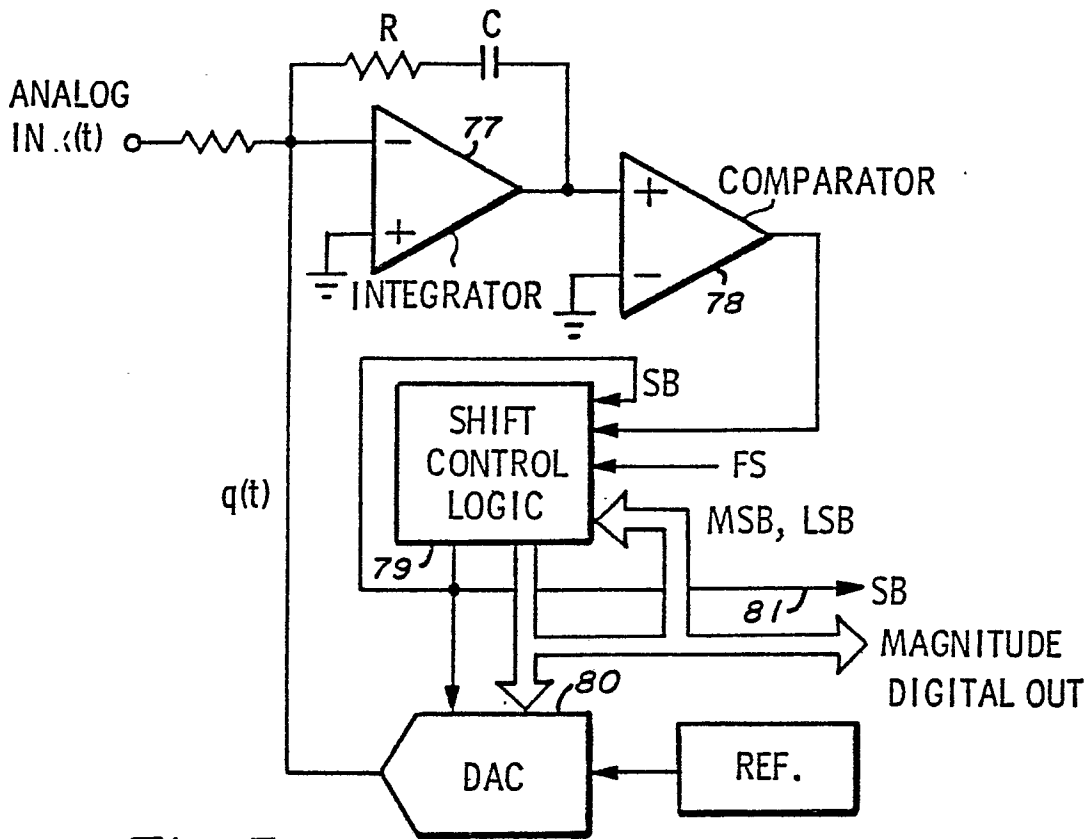 R C
ANALOG
IN (t)
77
COMPARATOR
+
78
INTEGRATOR
SB
SHIFT
CONTROL
LOGIC
FS
MSB, LSB
q(t)
79
81
SB
MAGNITUDE
DIGITAL OUT
80
DAC
REF.